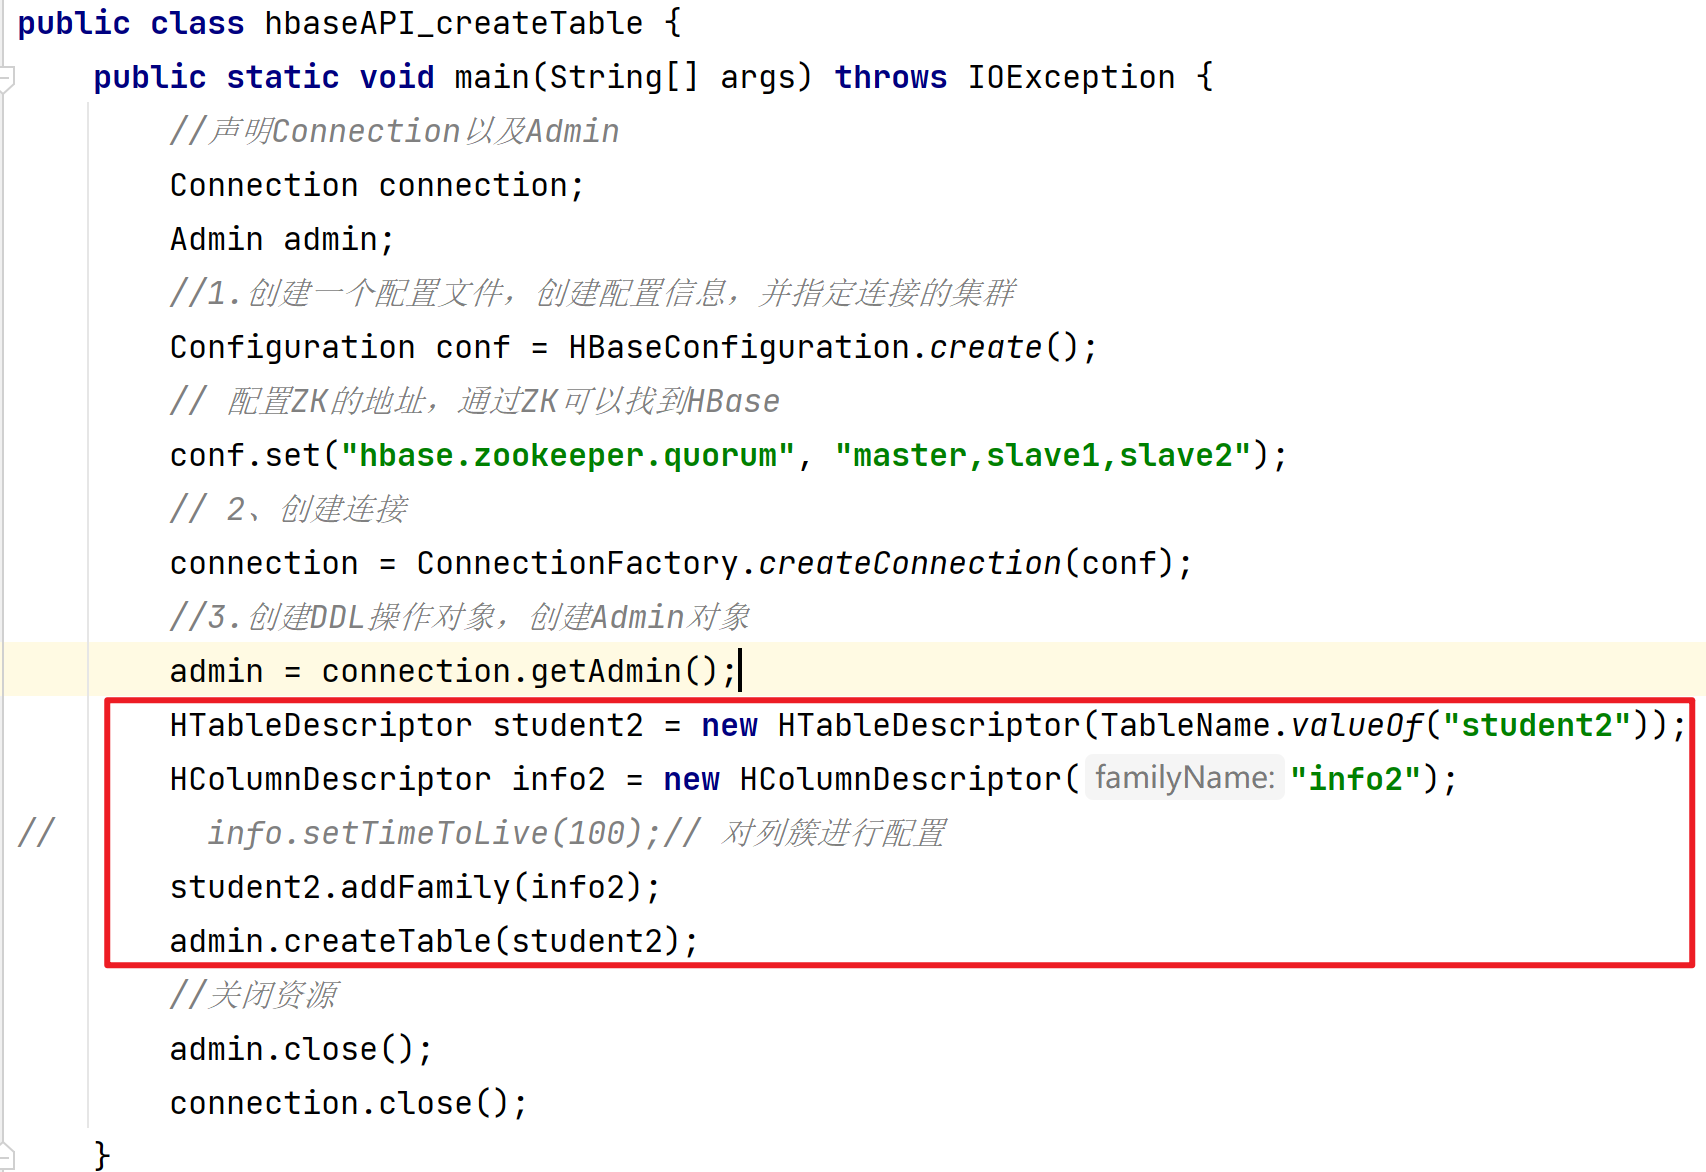 public class hbaseAPI_createTable {
public static void main(String[] args) throws IOException {
//声明Connection以及Admin
Connection connection;
Admin admin;
//1.创建一个配置文件，创建配置信息，并指定连接的集群
Configuration conf = HBaseConfiguration.create();
// 配置ZK的地址，通过ZK可以找到HBase
conf.set("hbase.zookeeper.quorum", "master,slave1,slave2");
// 2、创建连接
connection = ConnectionFactory.createConnection(conf);
//3.创建DDL操作对象，创建Admin对象
admin = connection.getAdmin();
HTableDescriptor student2 = new HTableDescriptor(TableName.valueOf("student2"));
HColumnDescriptor info2 = new HColumnDescriptor( familyName: "info2");
//        info.setTimeToLive(100);// 对列簇进行配置
student2.addFamily(info2);
admin.createTable(student2);
//关闭资源
admin.close();
connection.close();
}